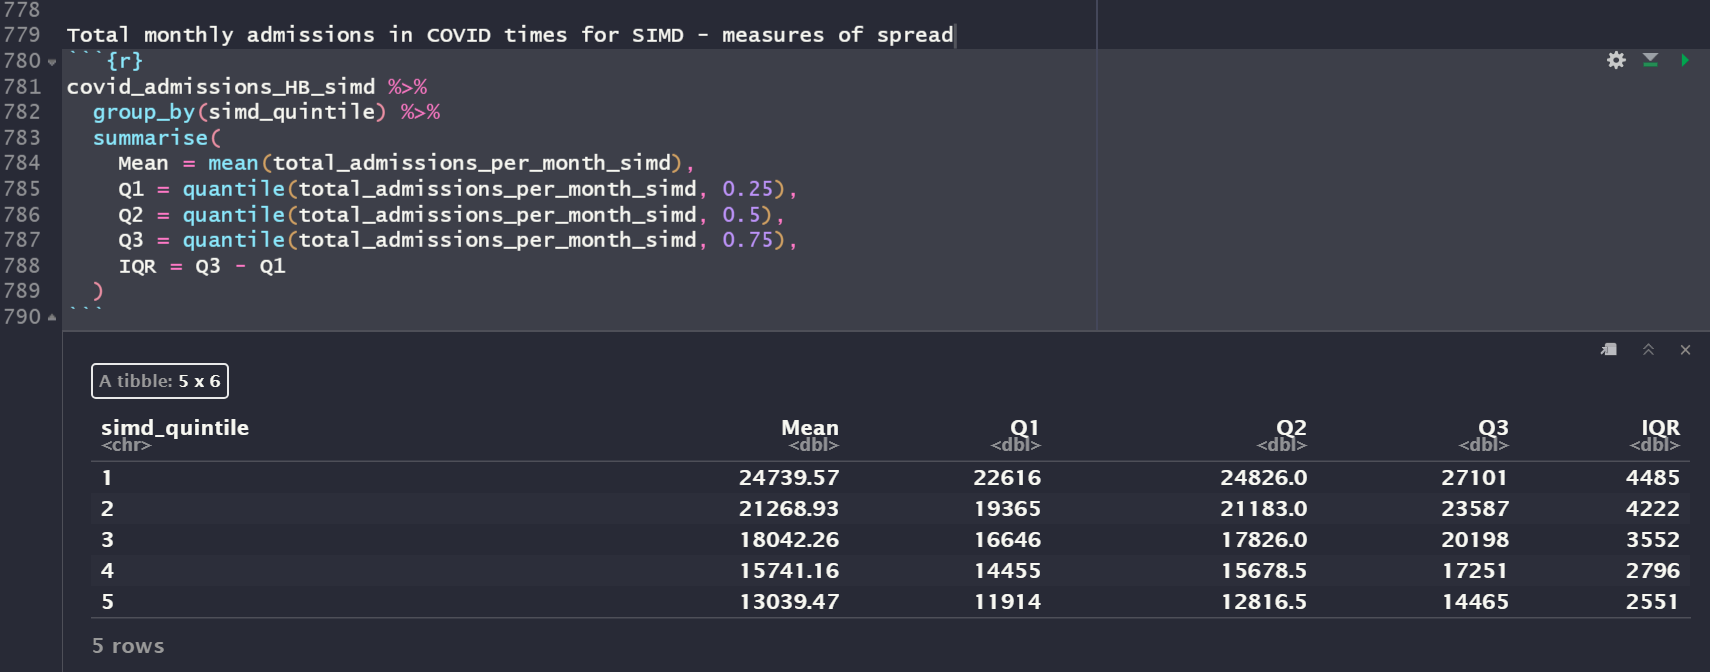 778
779 Total monthly admissions in COVID times for SIMD - measures of spread
780 ```{r}
781 covid_admissions_HB_simd %>%
782   group_by(simd_quintile) %>%
783   summarise(
784     Mean = mean(total_admissions_per_month_simd),
785     Q1 = quantile(total_admissions_per_month_simd, 0.25),
786     Q2 = quantile(total_admissions_per_month_simd, 0.5),
787     Q3 = quantile(total_admissions_per_month_simd, 0.75),
788     IQR = Q3 - Q1
789   )
790 ```
A tibble: 5 x 6
simd_quintile Mean Q1 Q2 Q3 IQR
<chr> <dbl> <dbl> <dbl> <dbl> <dbl>
1 24739.57 22616 24826.0 27101 4485
2 21268.93 19365 21183.0 23587 4222
3 18042.26 16646 17826.0 20198 3552
4 15741.16 14455 15678.5 17251 2796
5 13039.47 11914 12816.5 14465 2551
5 rows